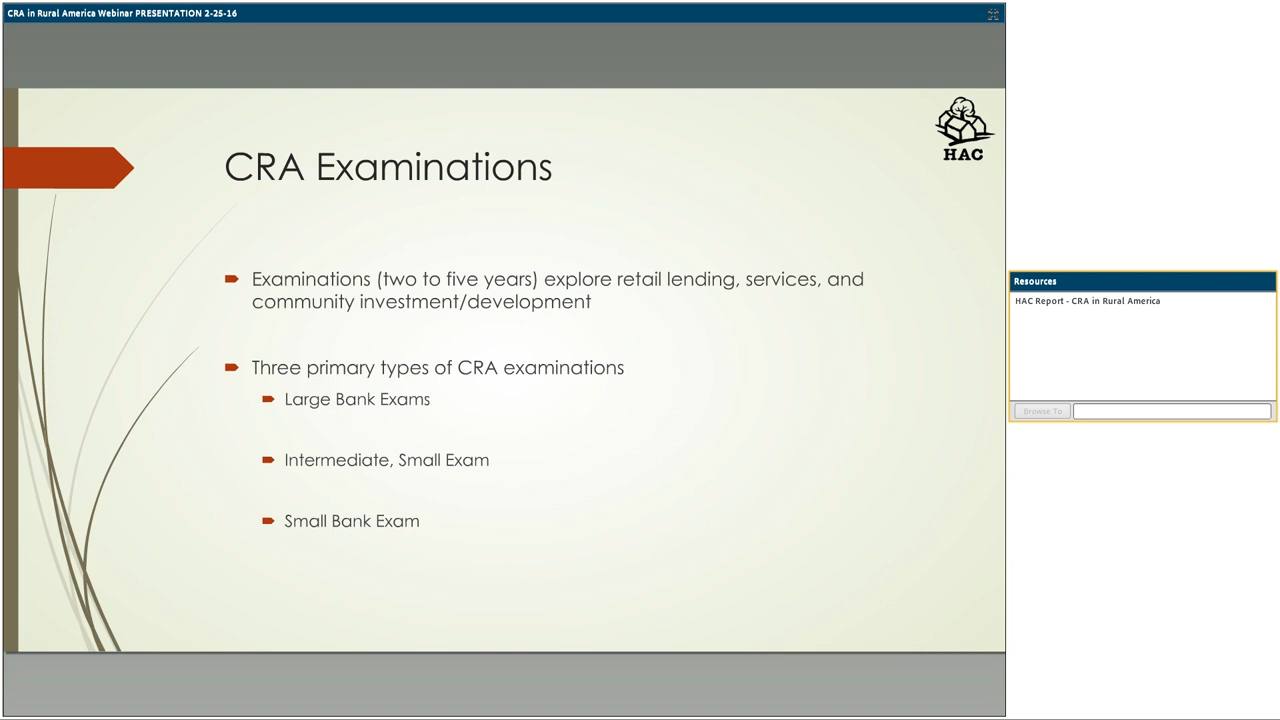 CRA in Rural America Webinar PRESENTATION 2-25-16
HAC
CRA Examinations
Examinations (two to five years) explore retail lending, services, and
community investment/development
Three primary types of CRA examinations
Large Bank Exams
Intermediate, Small Exam
Small Bank Exam
Resources
HAC Report - CRA in Rural America
Browse To